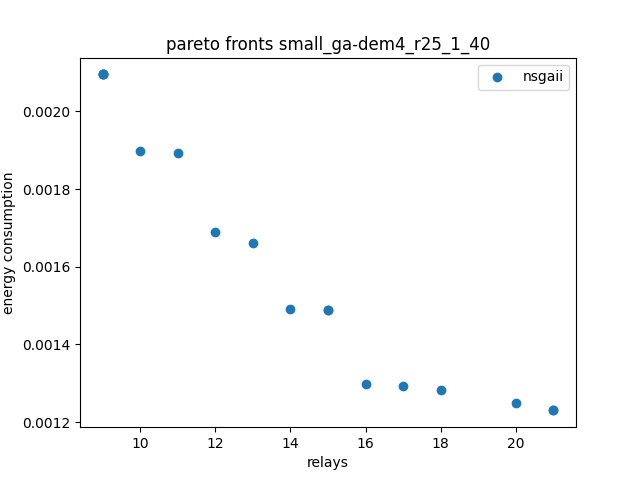 pareto fronts small_ga-dem4_r25_1_40
nsgaii
energy consumption
0.0020
0.0018
0.0016
0.0014
0.0012
10 12 14 16 18 20
relays